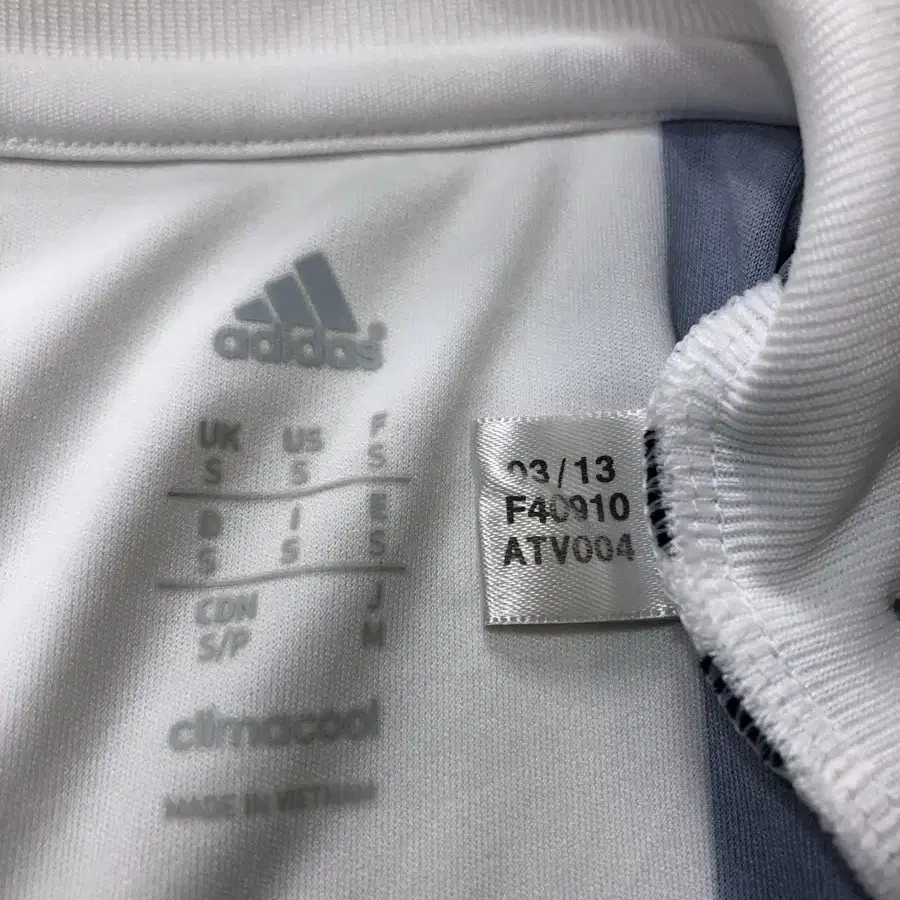 adidas
UK US F
S S S
D I E
S S S
CDN J
S/P M
climacool
MADE IN VIETNAM
03/13
F40910
ATV004